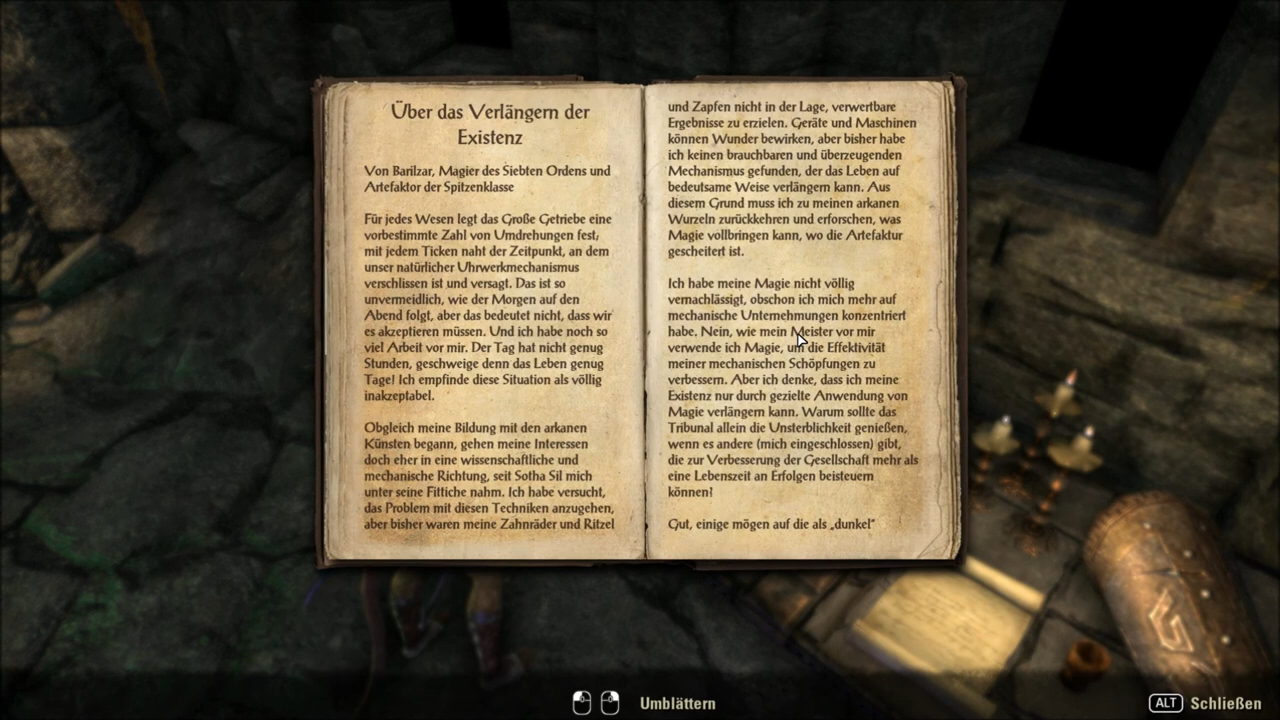 Über das Verlängern der
Existenz
Von Barilzar, Magier des Siebten Ordens und
Artefaktor der Spitzenklasse
Für jedes Wesen legt das Große Getriebe eine
vorbestimmte Zahl von Umdrehungen fest;
mit jedem Ticken naht der Zeitpunkt, an dem
unser natürlicher Uhrwerkmechanismus
verschlissen ist und versagt. Das ist so
unvermeidlich, wie der Morgen auf den
Abend folgt, aber das bedeutet nicht, dass wir
es akzeptieren müssen. Und ich habe noch so
viel Arbeit vor mir. Der Tag hat nicht genug
Stunden, geschweige denn das Leben genug
Tage! Ich empfinde diese Situation als völlig
inakzeptabel.
Obgleich meine Bildung mit den arkanen
Künsten begann, gehen meine Interessen
doch eher in eine wissenschaftliche und
mechanische Richtung, seit Sotha Sil mich
unter seine Fittiche nahm. Ich habe versucht,
das Problem mit diesen Techniken anzugehen,
aber bisher waren meine Zahnräder und Ritzel
und Zapfen nicht in der Lage, verwertbare
Ergebnisse zu erzielen. Geräte und Maschinen
können Wunder bewirken, aber bisher habe
ich keinen brauchbaren und überzeugenden
Mechanismus gefunden, der das Leben auf
bedeutsame Weise verlängern kann. Aus
diesem Grund muss ich zu meinen arkanen
Wurzeln zurückkehren und erforschen, was
Magie vollbringen kann, wo die Artefaktur
gescheitert ist.
Ich habe meine Magie nicht völlig
vernachlässigt, obschon ich mich mehr auf
mechanische Unternehmungen konzentriert
habe. Nein, wie mein Meister vor mir
verwende ich Magie, um die Effektivität
meiner mechanischen Schöpfungen zu
verbessern. Aber ich denke, dass ich meine
Existenz nur durch gezielte Anwendung von
Magie verlängern kann. Warum sollte das
Tribunal allein die Unsterblichkeit genießen,
wenn es andere (mich eingeschlossen) gibt,
die zur Verbesserung der Gesellschaft mehr als
eine Lebenszeit an Erfolgen beisteuern
können?
Gut, einige mögen auf die als „dunkel“
Umblättern
ALT Schließen